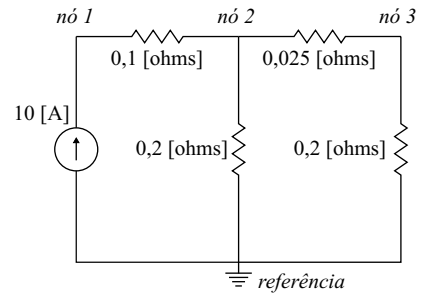 nó 1 nó 2 nó 3
0,1 [ohms] 0,025 [ohms]
10 [A]
0,2 [ohms] 0,2 [ohms]
referência